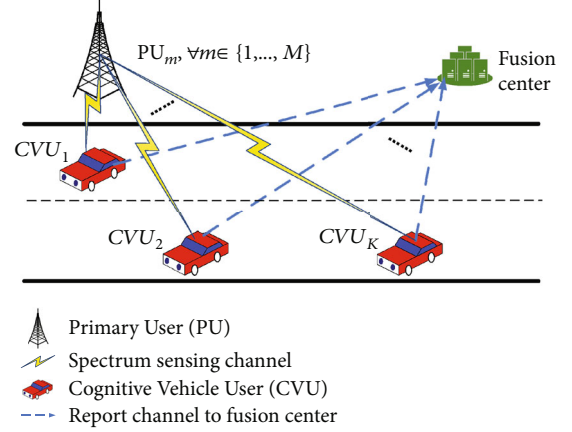 PUₘ, ∀m∈ {1,..., M}
Fusion
center
CVU₁
CVU₂
CVU_K
Primary User (PU)
Spectrum sensing channel
Cognitive Vehicle User (CVU)
Report channel to fusion center